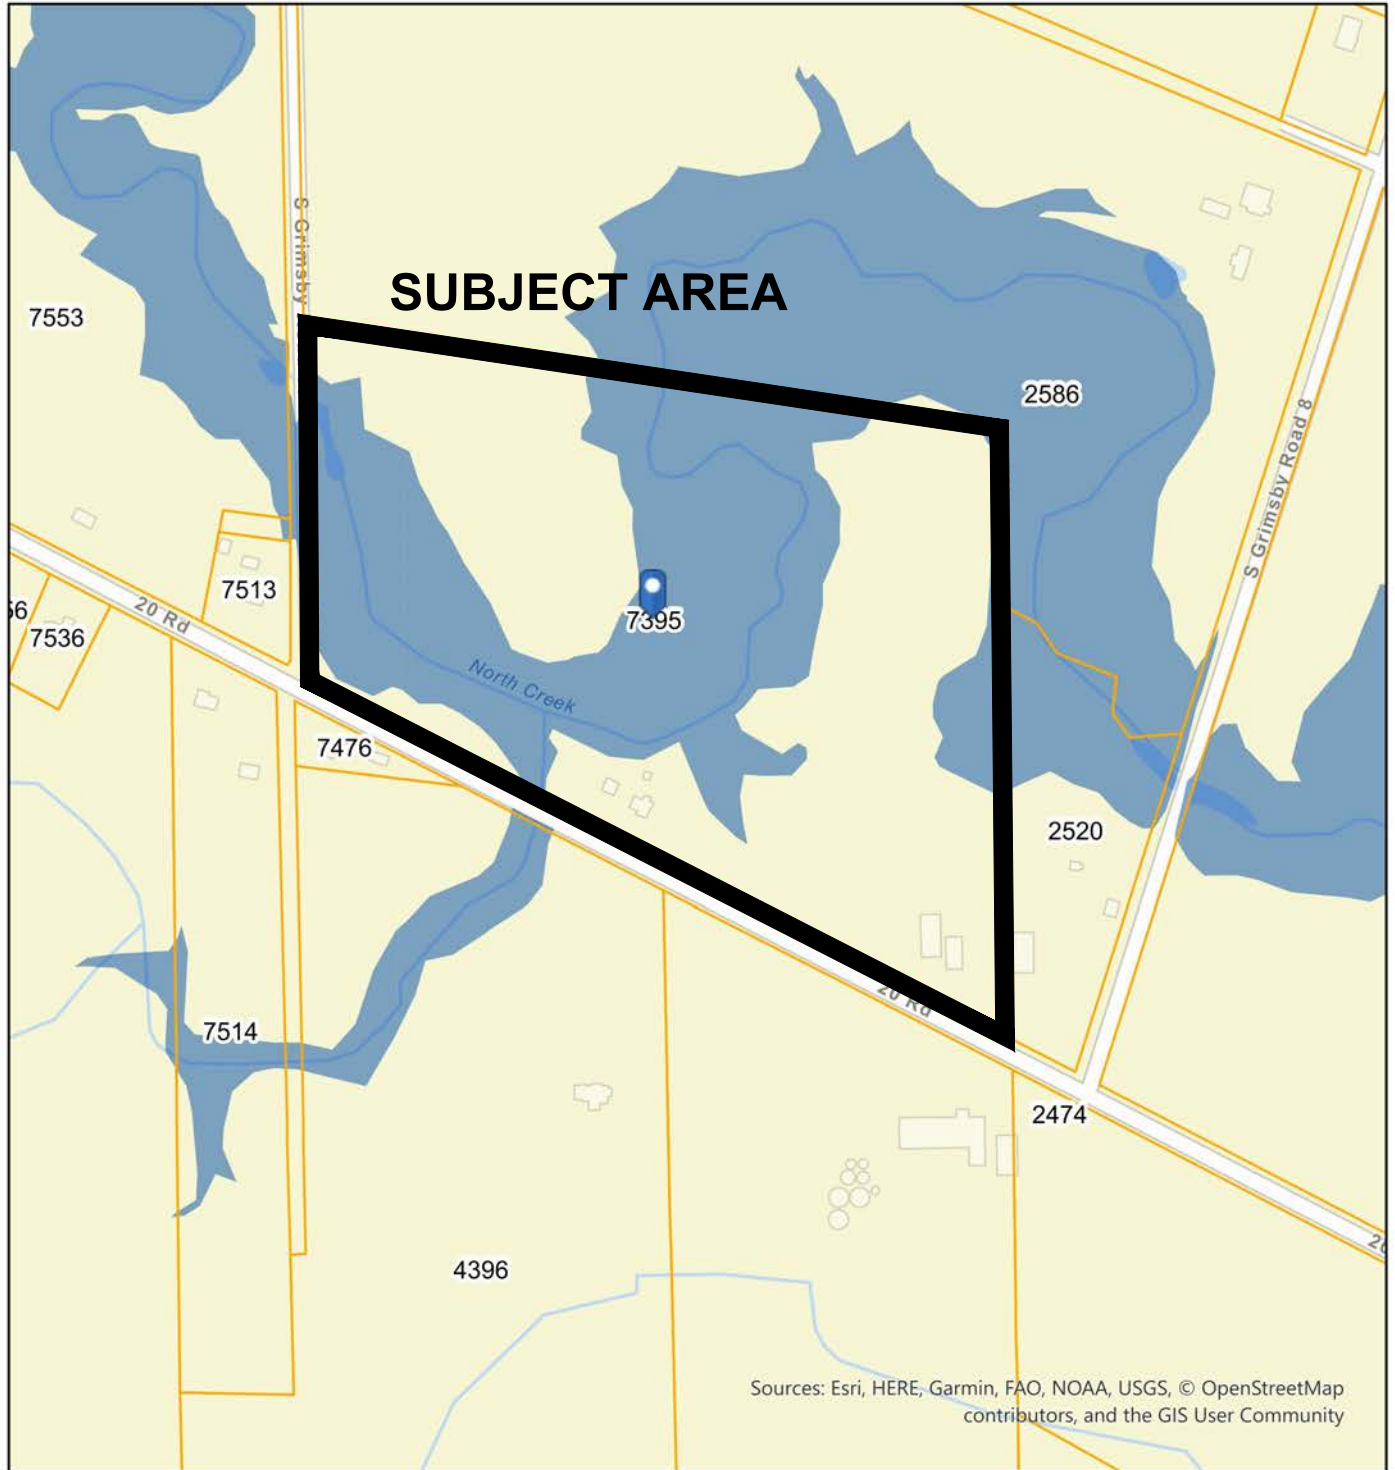 S Grimsby
SUBJECT AREA
7553
2586
S Grimsby Road 8
7513
20 Rd
56
7536
7395
North Creek
7476
2520
20 Rd
7514
2474
4396
Sources: Esri, HERE, Garmin, FAO, NOAA, USGS, © OpenStreetMap
contributors, and the GIS User Community